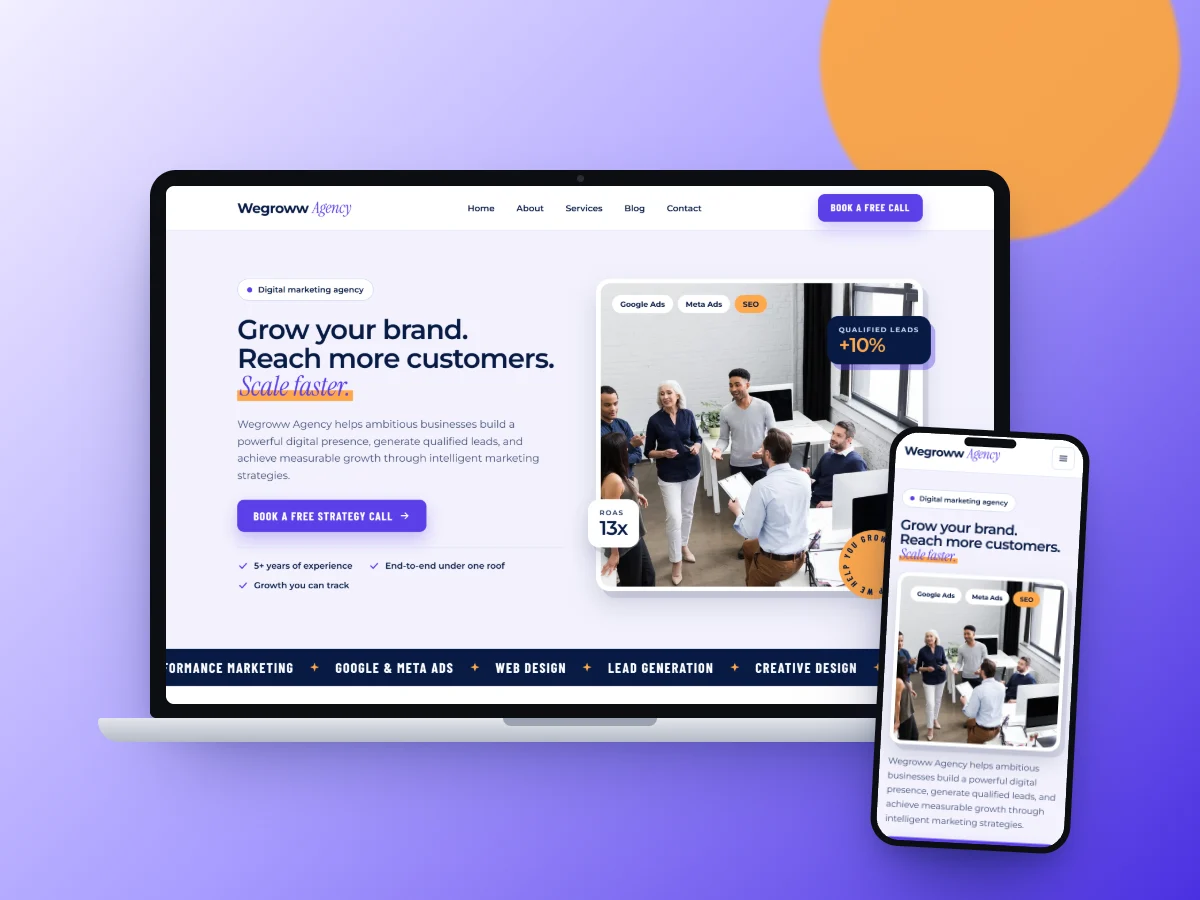 Wegroww Agency
Home About Services Blog Contact
BOOK A FREE CALL
Digital marketing agency
Grow your brand.
Reach more customers.
Scale faster.
Wegroww Agency helps ambitious businesses build a
powerful digital presence, generate qualified leads, and
achieve measurable growth through intelligent marketing
strategies.
BOOK A FREE STRATEGY CALL →
5+ years of experience
End-to-end under one roof
Growth you can track
Google Ads Meta Ads SEO
QUALIFIED LEADS
+10%
ROAS
13x
WE HELP YOU
FORMANCE MARKETING ✦ GOOGLE & META ADS ✦ WEB DESIGN ✦ LEAD GENERATION ✦ CREATIVE DESIGN ✦
Wegroww Agency
Digital marketing agency
Grow your brand.
Reach more customers.
Scale faster.
Google Ads Meta Ads SEO
Wegroww Agency helps ambitious
businesses build a powerful digital
presence, generate qualified leads, and
achieve measurable growth through
intelligent marketing strategies.